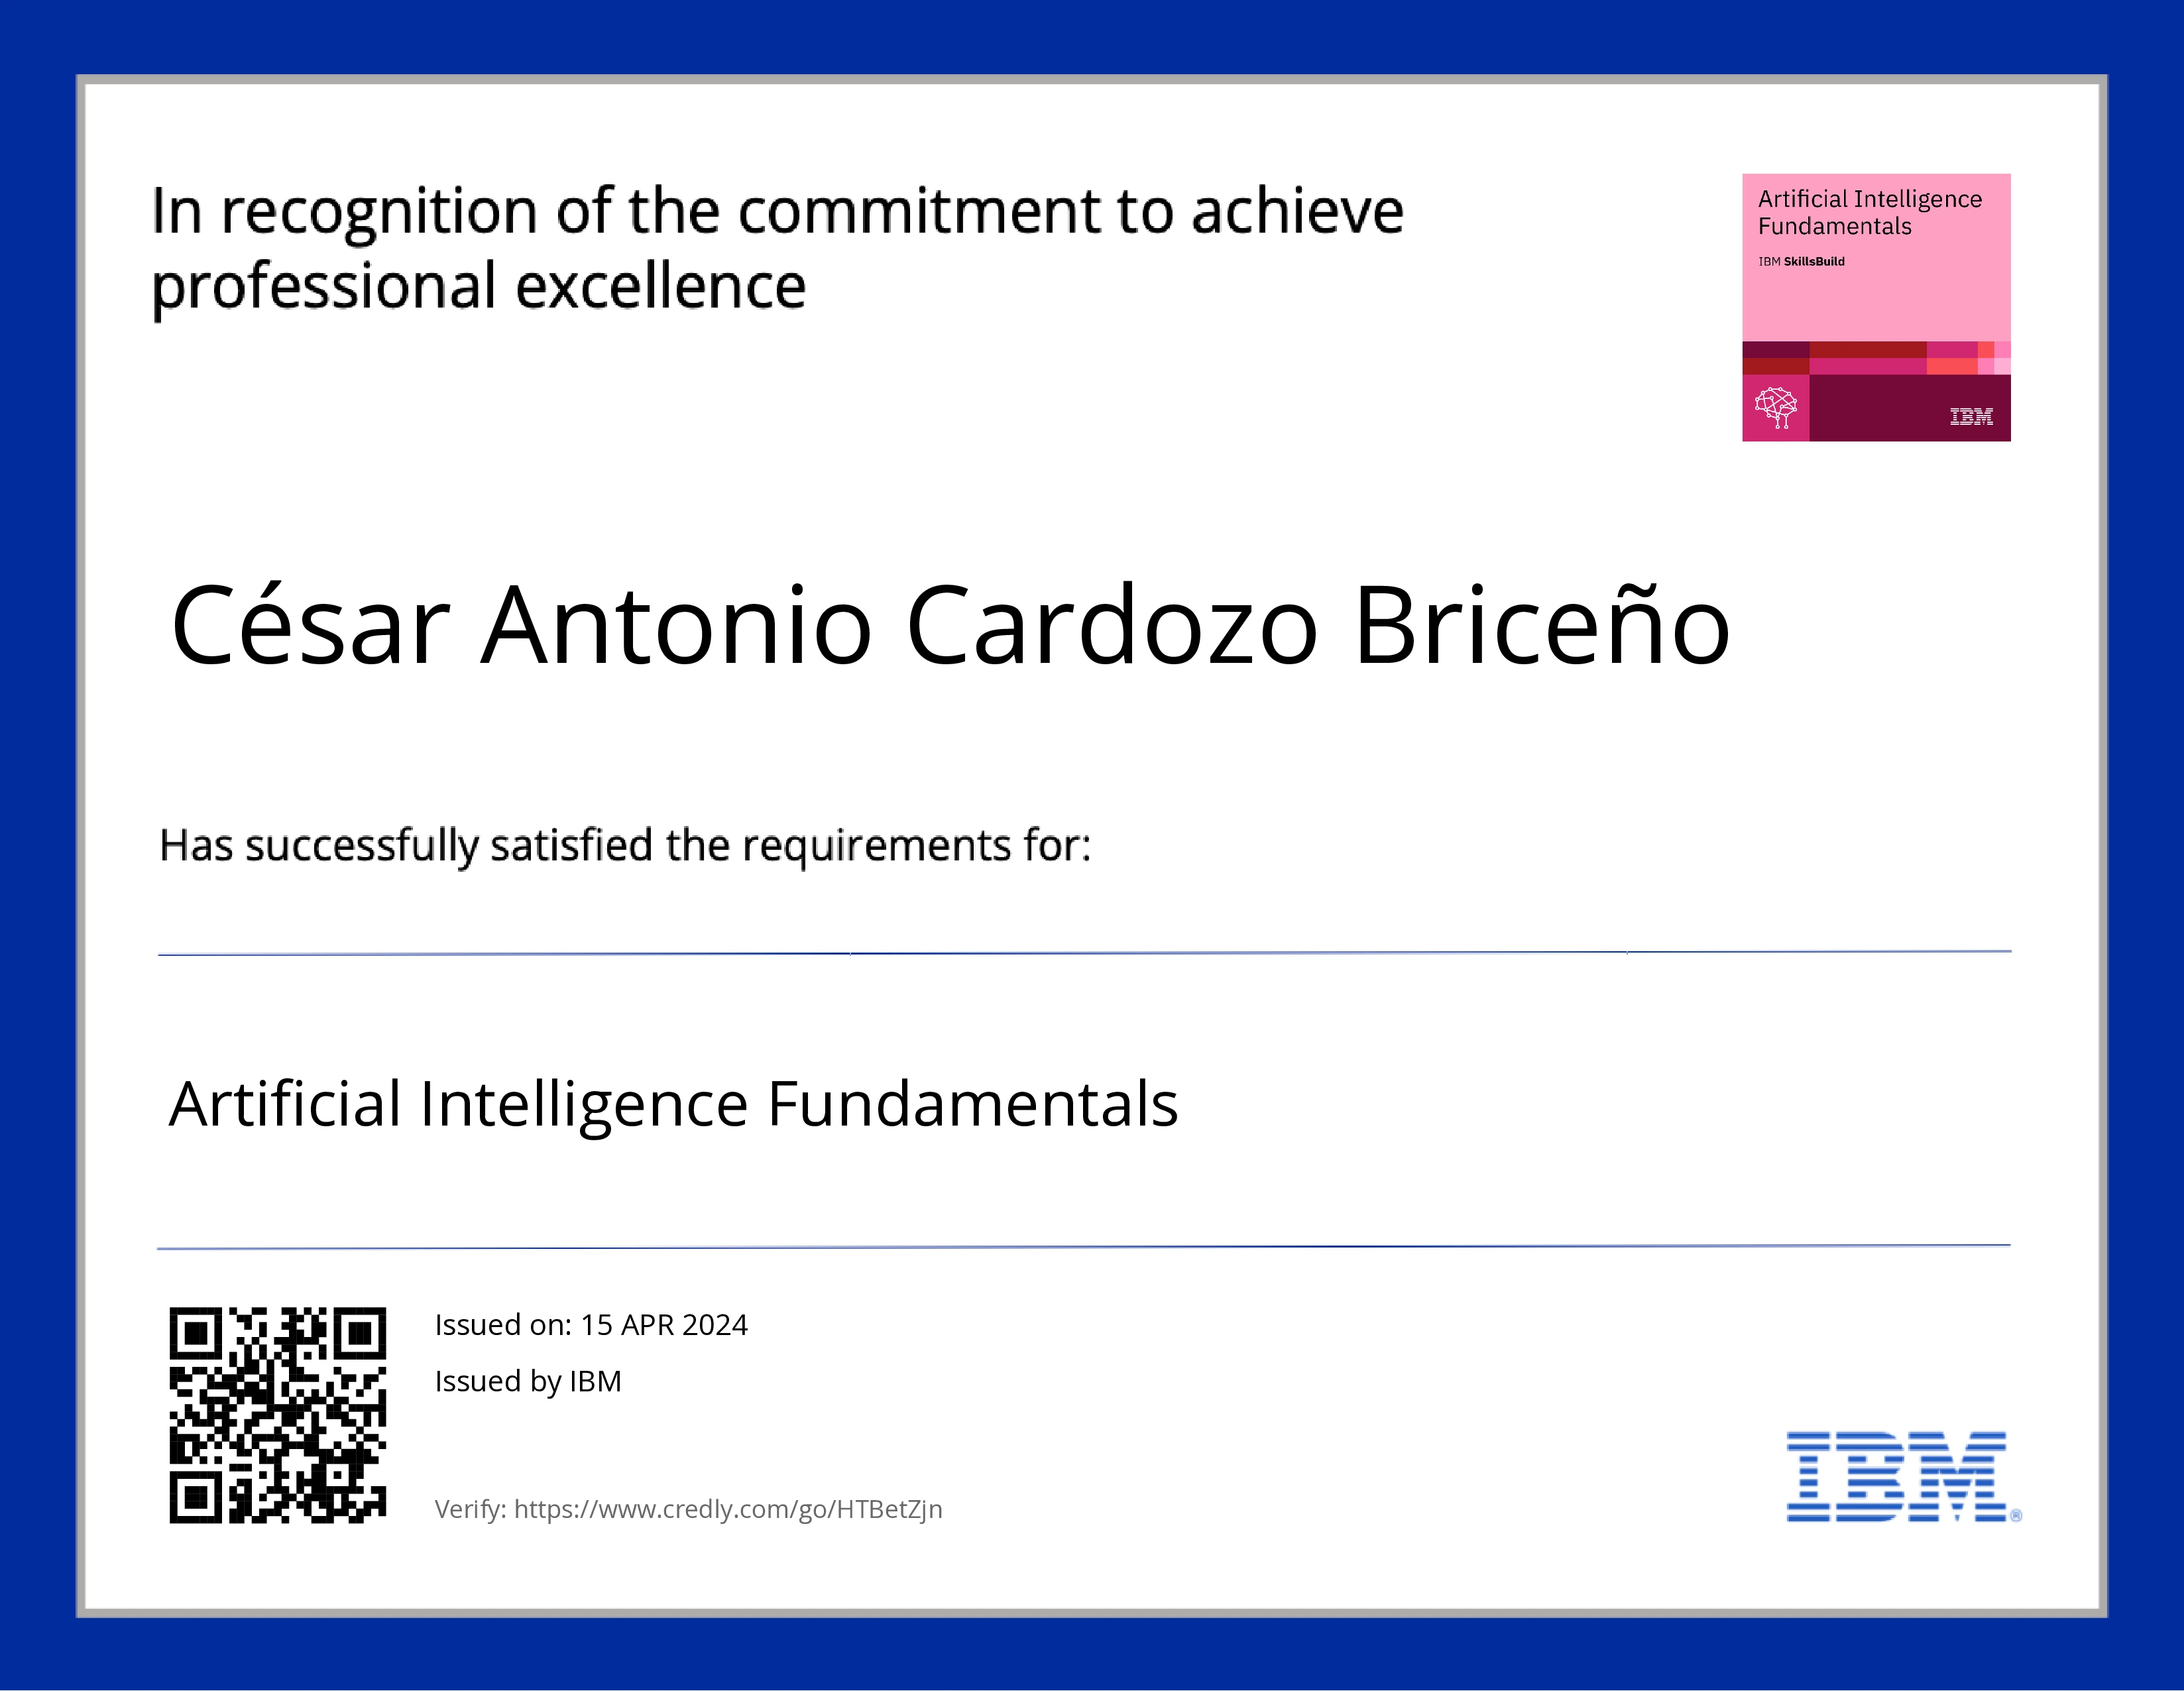 In recognition of the commitment to achieve
professional excellence
Artificial Intelligence
Fundamentals
IBM SkillsBuild
IBM
César Antonio Cardozo Briceño
Has successfully satisfied the requirements for:
Artificial Intelligence Fundamentals
Issued on: 15 APR 2024
Issued by IBM
Verify: https://www.credly.com/go/HTBetZjn
IBM®